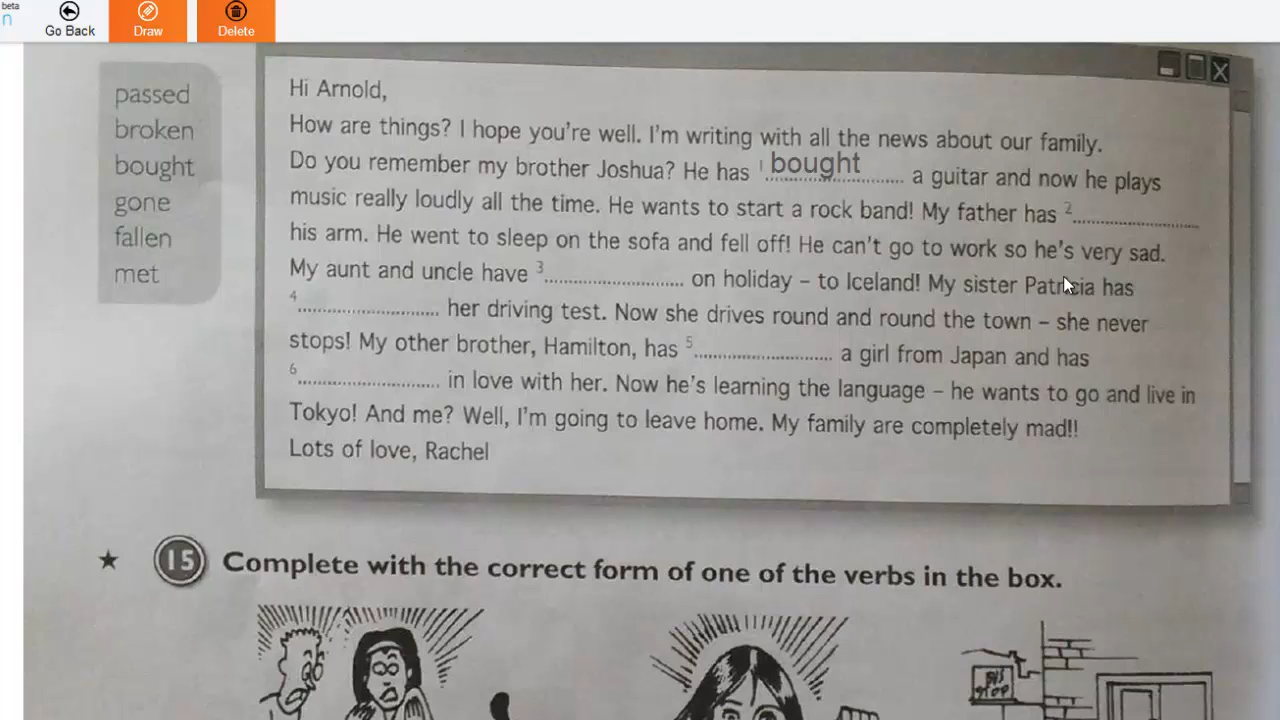 beta
n
Go Back
Draw
Delete
passed
broken
bought
gone
fallen
met
Hi Arnold,
How are things? I hope you're well. I'm writing with all the news about our family.
Do you remember my brother Joshua? He has 1 bought a guitar and now he plays
music really loudly all the time. He wants to start a rock band! My father has 2..............................
his arm. He went to sleep on the sofa and fell off! He can't go to work so he's very sad.
My aunt and uncle have 3.............................. on holiday – to Iceland! My sister Patricia has
4.............................. her driving test. Now she drives round and round the town – she never
stops! My other brother, Hamilton, has 5.............................. a girl from Japan and has
6.............................. in love with her. Now he's learning the language – he wants to go and live in
Tokyo! And me? Well, I'm going to leave home. My family are completely mad!!
Lots of love, Rachel
15 Complete with the correct form of one of the verbs in the box.
BUS
STOP